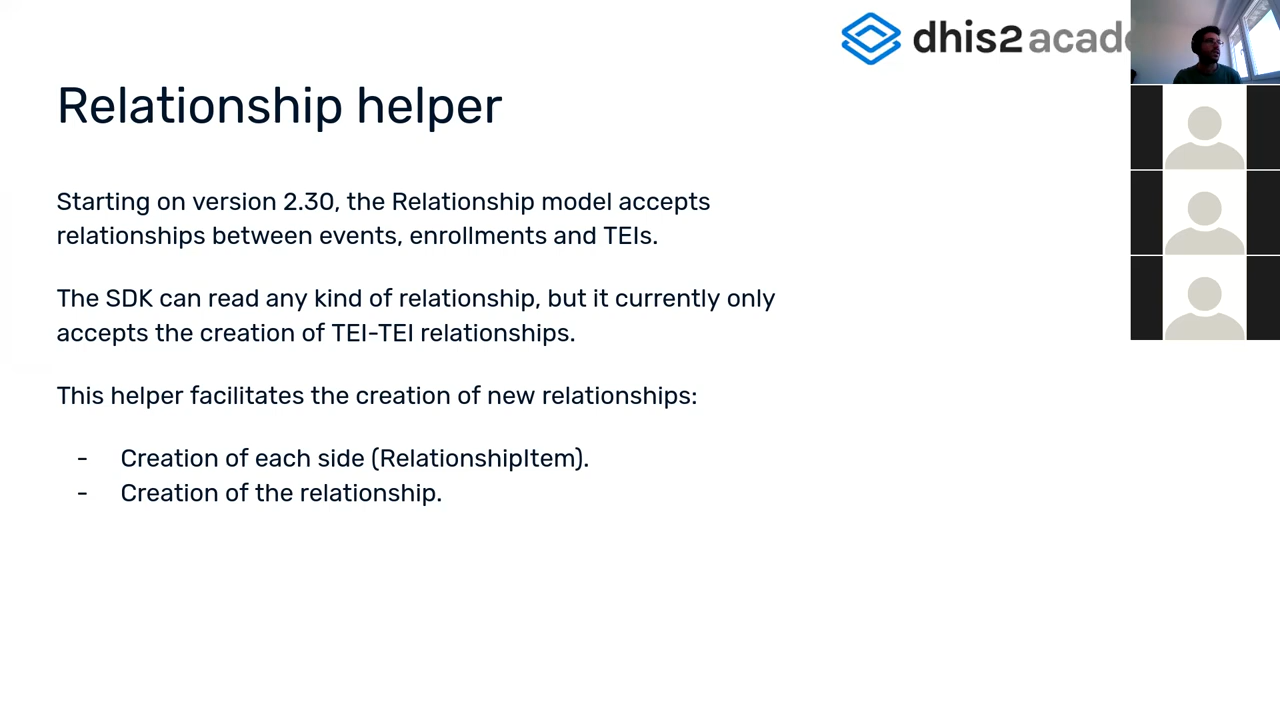 dhis2 acade
Relationship helper
Starting on version 2.30, the Relationship model accepts
relationships between events, enrollments and TEIs.
The SDK can read any kind of relationship, but it currently only
accepts the creation of TEI-TEI relationships.
This helper facilitates the creation of new relationships:
- Creation of each side (RelationshipItem).
- Creation of the relationship.